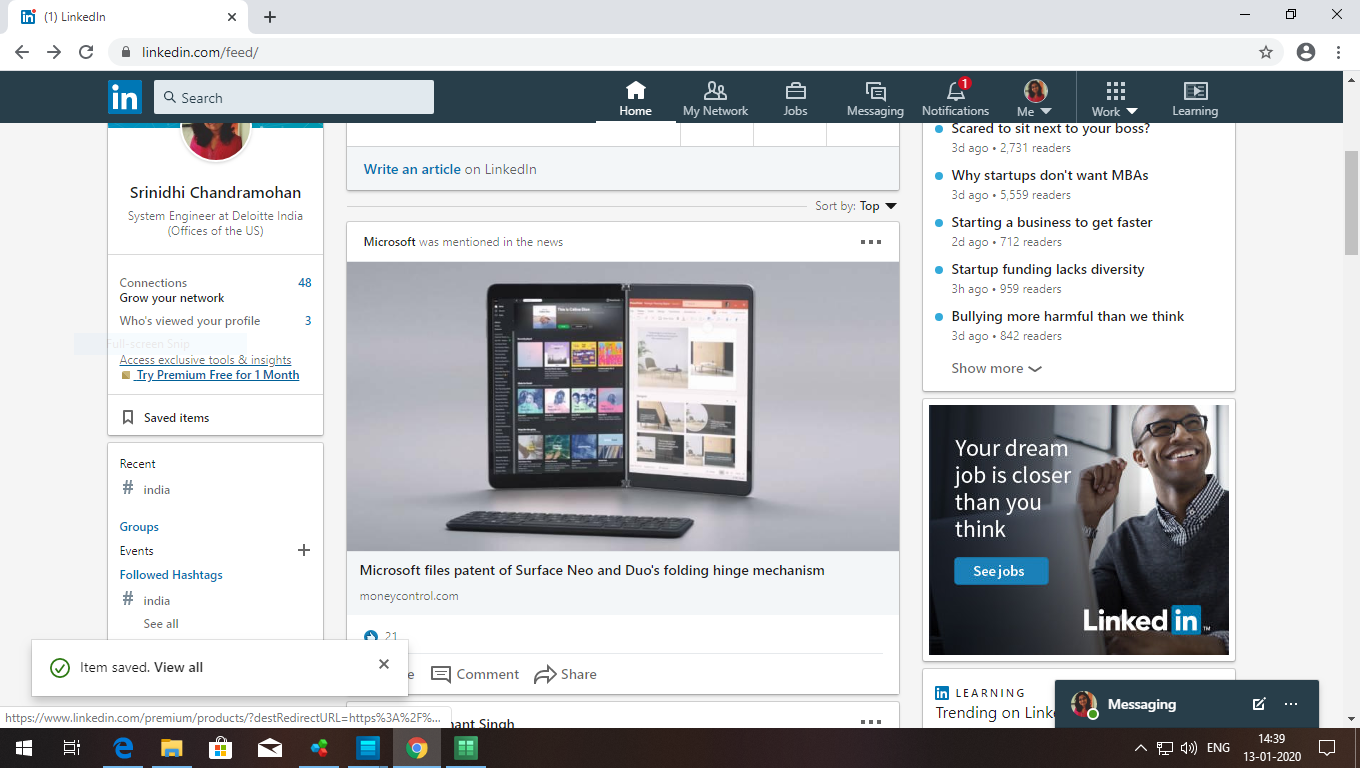 (1) LinkedIn
linkedin.com/feed/
in
Search
Home
My Network
Jobs
Messaging
1
Notifications
Me
Work
Learning
Srinidhi Chandramohan
System Engineer at Deloitte India
(Offices of the US)
Connections 48
Grow your network
Who's viewed your profile 3
Full-screen Snip
Access exclusive tools & insights
Try Premium Free for 1 Month
Saved items
Recent
# india
Groups
Events +
Followed Hashtags
# india
See all
Write an article on LinkedIn
Sort by: Top
Microsoft was mentioned in the news
Microsoft files patent of Surface Neo and Duo's folding hinge mechanism
moneycontrol.com
21
Comment
Share
Singh
Scared to sit next to your boss?
3d ago • 2,731 readers
Why startups don't want MBAs
3d ago • 5,559 readers
Starting a business to get faster
2d ago • 712 readers
Startup funding lacks diversity
3h ago • 959 readers
Bullying more harmful than we think
3d ago • 842 readers
Show more
Your dream
job is closer
than you
think
See jobs
Linked in
in LEARNING
Trending on
Messaging
Item saved. View all
https://www.linkedin.com/premium/products/?destRedirectURL=https%3A%2F%...
ENG
14:39
13-01-2020